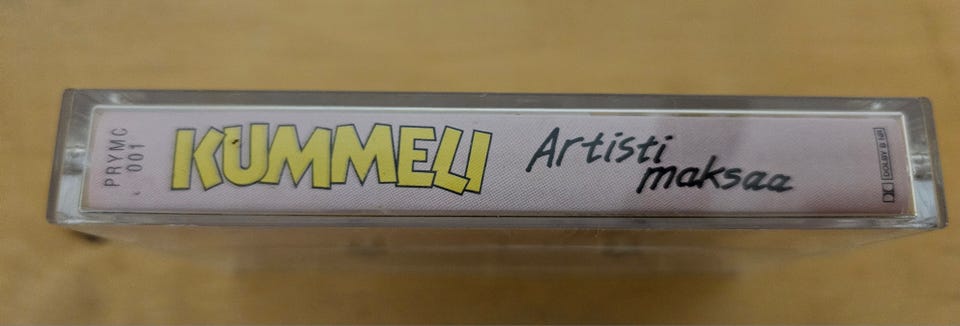 PRYMC
001
KUMMELI
Artisti
maksaa
DOLBY B NR